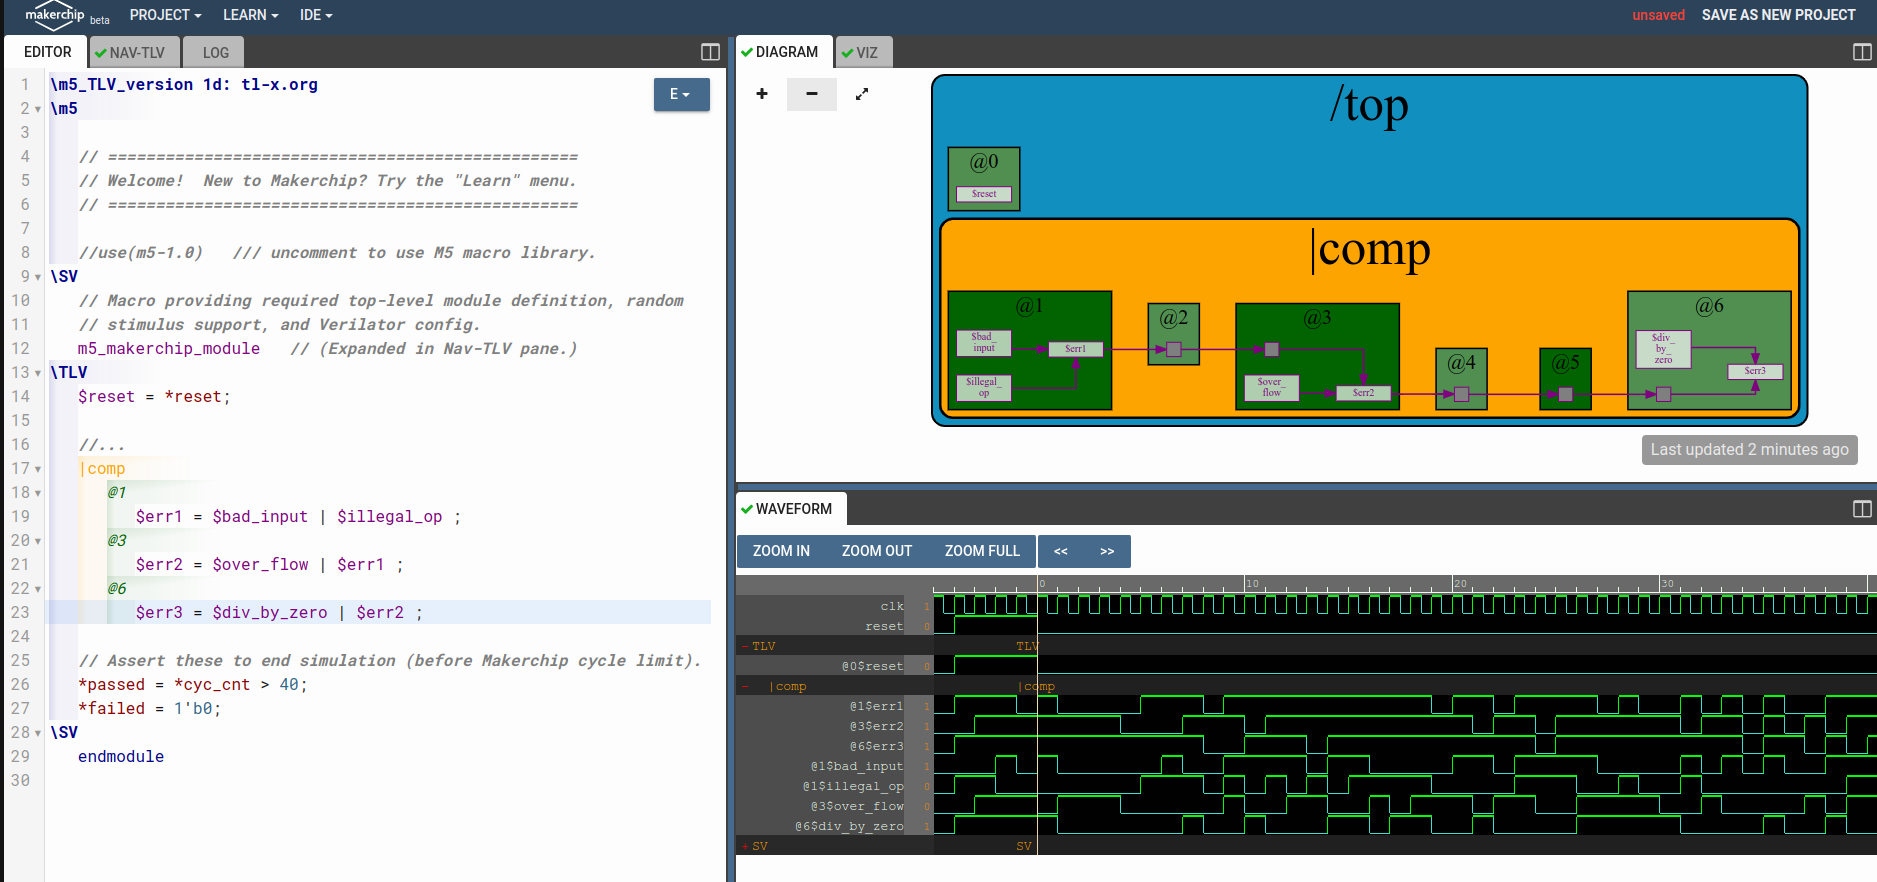 makerchip beta PROJECT LEARN IDE unsaved SAVE AS NEW PROJECT
EDITOR NAV-TLV LOG
1 \m5_TLV_version 1d: tl-x.org
2 \m5
3
4 // =================================================
5 // Welcome!  New to Makerchip? Try the "Learn" menu.
6 // =================================================
7
8 //use(m5-1.0)   /// uncomment to use M5 macro library.
9 \SV
10 // Macro providing required top-level module definition, random
11 // stimulus support, and Verilator config.
12 m5_makerchip_module   // (Expanded in Nav-TLV pane.)
13 \TLV
14 $reset = *reset;
15
16 //...
17 |comp
18 @1
19 $err1 = $bad_input | $illegal_op ;
20 @3
21 $err2 = $over_flow | $err1 ;
22 @6
23 $err3 = $div_by_zero | $err2 ;
24
25 // Assert these to end simulation (before Makerchip cycle limit).
26 *passed = *cyc_cnt > 40;
27 *failed = 1'b0;
28 \SV
29 endmodule
30
E
DIAGRAM VIZ
/top
@0
$reset
|comp
@1
$bad_
input
$illegal_
op
$err1
@2
@3
$over_
flow
$err2
@4
@5
@6
$div_
by_
zero
$err3
Last updated 2 minutes ago
WAVEFORM
ZOOM IN ZOOM OUT ZOOM FULL << >>
0 10 20 30
clk 1
reset 0
- TLV TLV
@0$reset 0
- |comp |comp
@1$err1 1
@3$err2 1
@6$err3 1
@1$bad_input 1
@1$illegal_op 0
@3$over_flow 0
@6$div_by_zero 1
+ SV SV